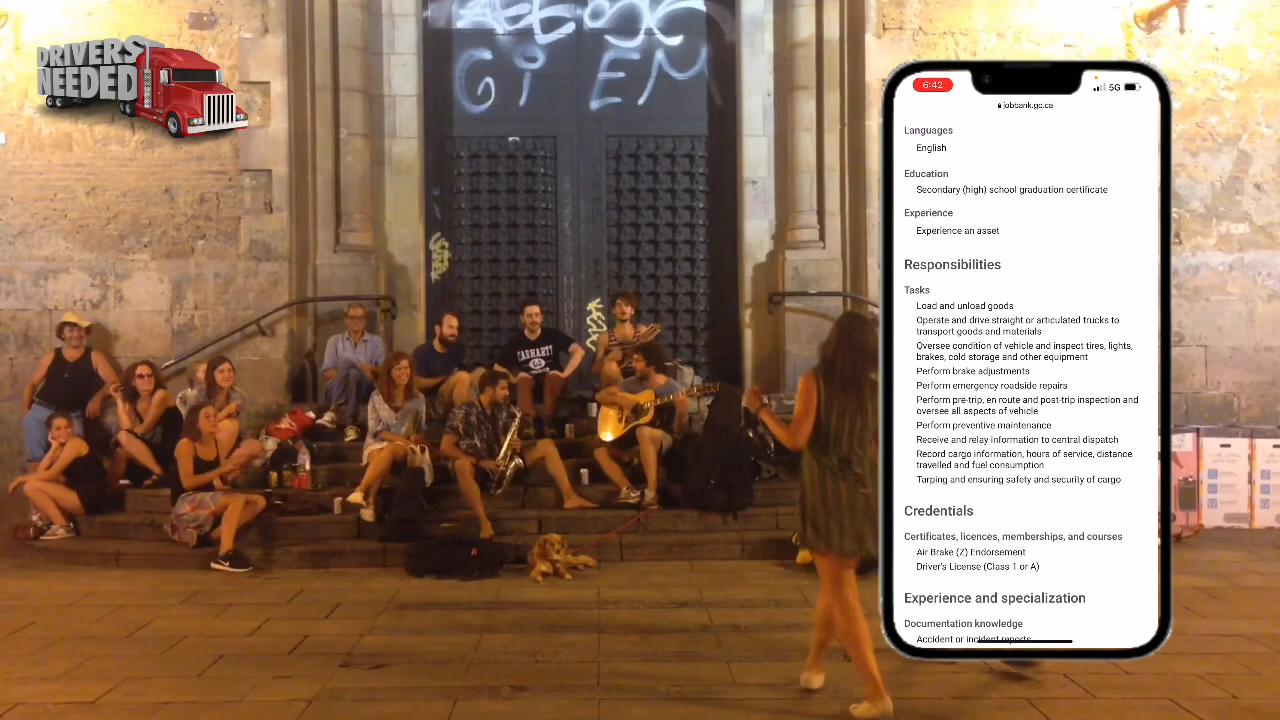 DRIVERS
NEEDED
Gi EM
CARHARTT
6:42
5G
jobbank.gc.ca
Languages
English
Education
Secondary (high) school graduation certificate
Experience
Experience an asset
Responsibilities
Tasks
Load and unload goods
Operate and drive straight or articulated trucks to
transport goods and materials
Oversee condition of vehicle and inspect tires, lights,
brakes, cold storage and other equipment
Perform brake adjustments
Perform emergency roadside repairs
Perform pre-trip, en route and post-trip inspection and
oversee all aspects of vehicle
Perform preventive maintenance
Receive and relay information to central dispatch
Record cargo information, hours of service, distance
travelled and fuel consumption
Tarping and ensuring safety and security of cargo
Credentials
Certificates, licences, memberships, and courses
Air Brake (Z) Endorsement
Driver's License (Class 1 or A)
Experience and specialization
Documentation knowledge
Accident or incident reports